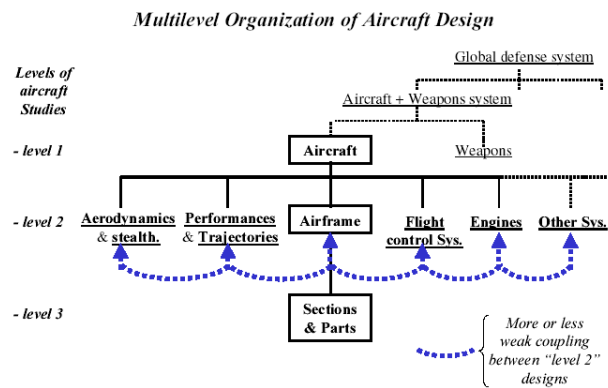 Multilevel Organization of Aircraft Design
Global defense system
Levels of
aircraft
Studies
Aircraft + Weapons system
- level 1
Aircraft
Weapons
- level 2
Aerodynamics
& stealth.
Performances
& Trajectories
Airframe
Flight
control Sys.
Engines
Other Sys.
- level 3
Sections
& Parts
More or less
weak coupling
between “level 2”
designs